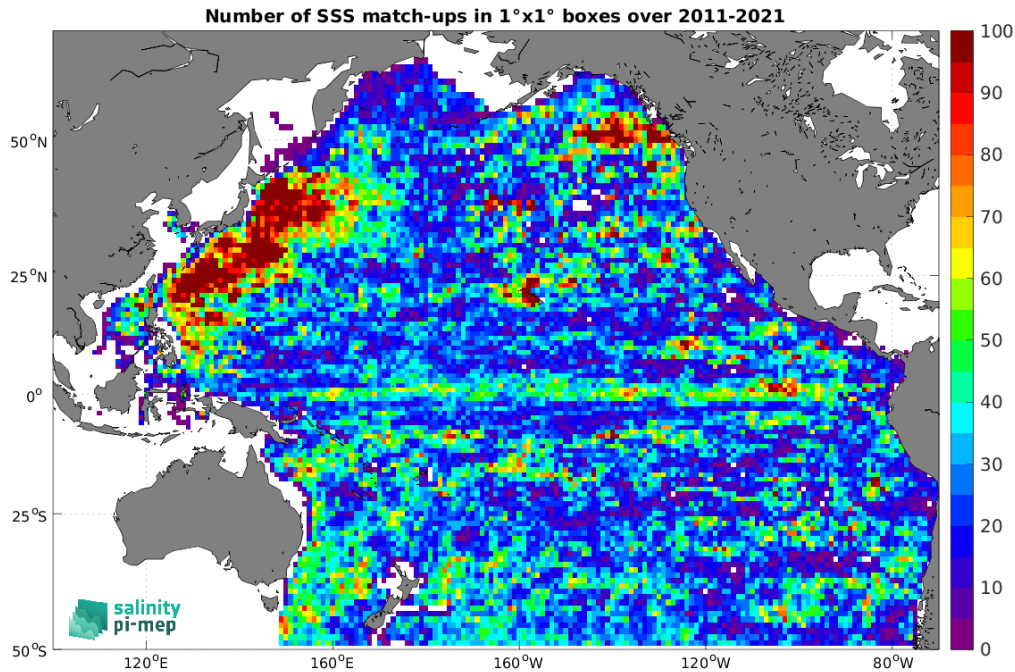 Number of SSS match-ups in 1°x1° boxes over 2011-2021
100
90
80
70
60
50
40
30
20
10
0
50°N
25°N
0°
25°S
50°S
120°E
160°E
160°W
120°W
80°W
salinity
pi-mep